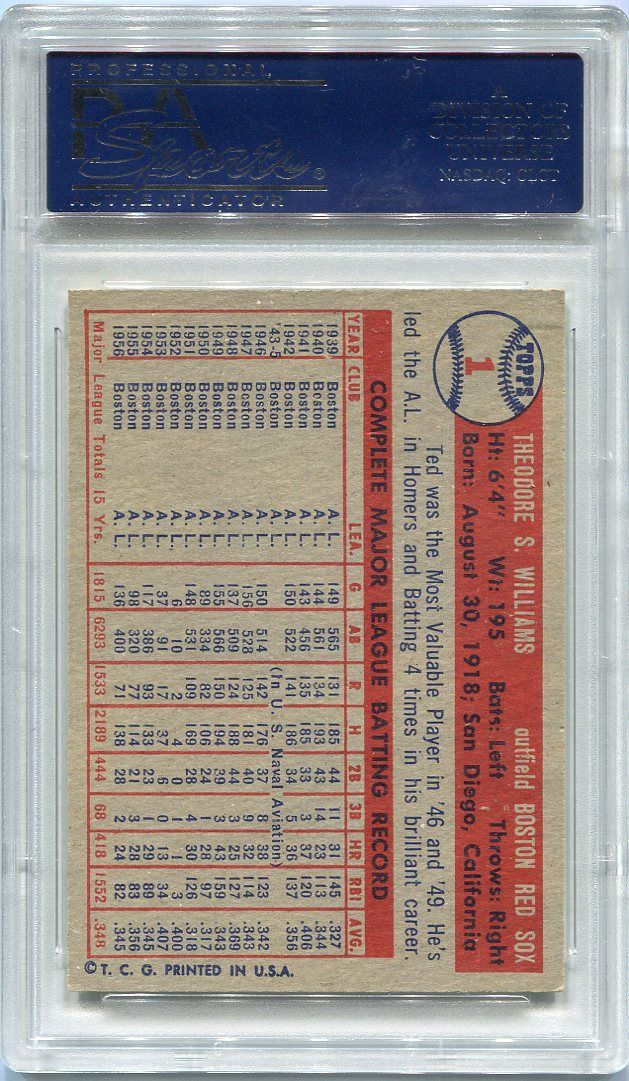 PROFESSIONAL
PSA
Sports®
AUTHENTICATOR
A
DIVISION OF
COLLECTORS
UNIVERSE
NASDAQ: CLCT
TOPPS
1
THEODORE S. WILLIAMS outfield BOSTON RED SOX
Ht: 6'4" Wt: 195 Bats: Left Throws: Right
Born: August 30, 1918; San Diego, California
Ted was the Most Valuable Player in '46 and '49. He's
led the A.L. in Homers and Batting 4 times in his brilliant career.
COMPLETE MAJOR LEAGUE BATTING RECORD
YEAR CLUB LEA. G AB R H 2B 3B HR RBI AVG.
1939 Boston A. L. 149 565 131 185 44 11 31 145 .327
1940 Boston A. L. 144 561 134 193 43 14 23 113 .344
1941 Boston A. L. 143 456 135 185 33 3 37 120 .406
1942 Boston A. L. 150 522 141 186 34 5 36 137 .356
'43-5 Boston (In U. S. Naval Aviation)
1946 Boston A. L. 150 514 142 176 37 8 38 123 .342
1947 Boston A. L. 156 528 125 181 40 9 32 114 .343
1948 Boston A. L. 137 509 124 188 44 3 25 127 .369
1949 Boston A. L. 155 566 150 194 39 3 43 159 .343
1950 Boston A. L. 89 334 82 106 24 1 28 97 .317
1951 Boston A. L. 148 531 109 169 28 4 30 126 .318
1952 Boston A. L. 6 10 2 4 0 1 1 3 .400
1953 Boston A. L. 37 91 17 37 6 0 13 34 .407
1954 Boston A. L. 117 386 93 133 23 1 29 89 .345
1955 Boston A. L. 98 320 77 114 21 3 28 83 .356
1956 Boston A. L. 136 400 71 138 28 2 24 82 .345
Major League Totals 15 Yrs. 1815 6293 1533 2189 444 68 418 1552 .348
© T. C. G. PRINTED IN U.S.A.